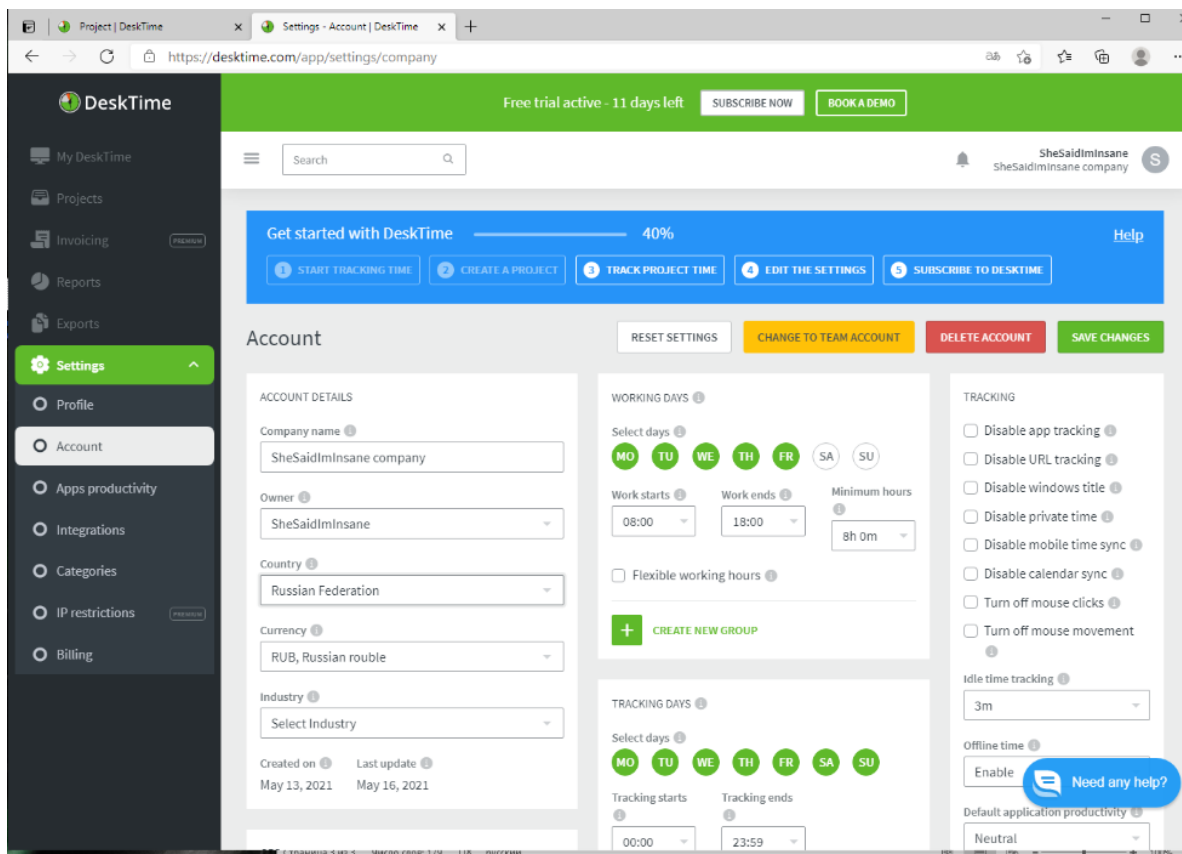 Project | DeskTime
Settings - Account | DeskTime
https://desktime.com/app/settings/company
DeskTime
Free trial active - 11 days left
SUBSCRIBE NOW
BOOK A DEMO
My DeskTime
Projects
Invoicing
PREMIUM
Reports
Exports
Settings
Profile
Account
Apps productivity
Integrations
Categories
IP restrictions
PREMIUM
Billing
Search
SheSaidImInsane
SheSaidImInsane company
S
Get started with DeskTime
40%
Help
1 START TRACKING TIME
2 CREATE A PROJECT
3 TRACK PROJECT TIME
4 EDIT THE SETTINGS
5 SUBSCRIBE TO DESKTIME
Account
RESET SETTINGS
CHANGE TO TEAM ACCOUNT
DELETE ACCOUNT
SAVE CHANGES
ACCOUNT DETAILS
Company name
SheSaidImInsane company
Owner
SheSaidImInsane
Country
Russian Federation
Currency
RUB, Russian rouble
Industry
Select Industry
Created on
Last update
May 13, 2021
May 16, 2021
WORKING DAYS
Select days
MO TU WE TH FR SA SU
Work starts
Work ends
Minimum hours
08:00
18:00
8h 0m
Flexible working hours
CREATE NEW GROUP
TRACKING DAYS
Select days
MO TU WE TH FR SA SU
Tracking starts
Tracking ends
00:00
23:59
TRACKING
Disable app tracking
Disable URL tracking
Disable windows title
Disable private time
Disable mobile time sync
Disable calendar sync
Turn off mouse clicks
Turn off mouse movement
Idle time tracking
3m
Offline time
Enable
Need any help?
Default application productivity
Neutral